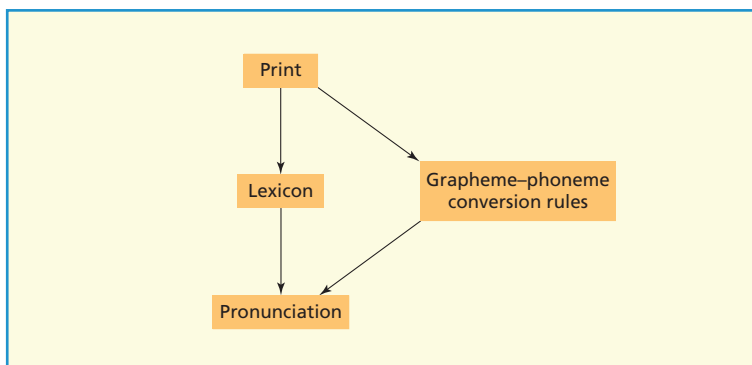 Print
Lexicon
Grapheme–phoneme
conversion rules
Pronunciation